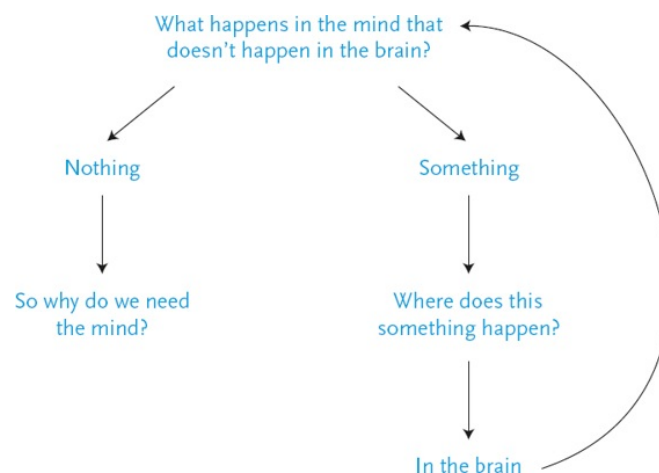 What happens in the mind that
doesn’t happen in the brain?
Nothing
Something
So why do we need
the mind?
Where does this
something happen?
In the brain